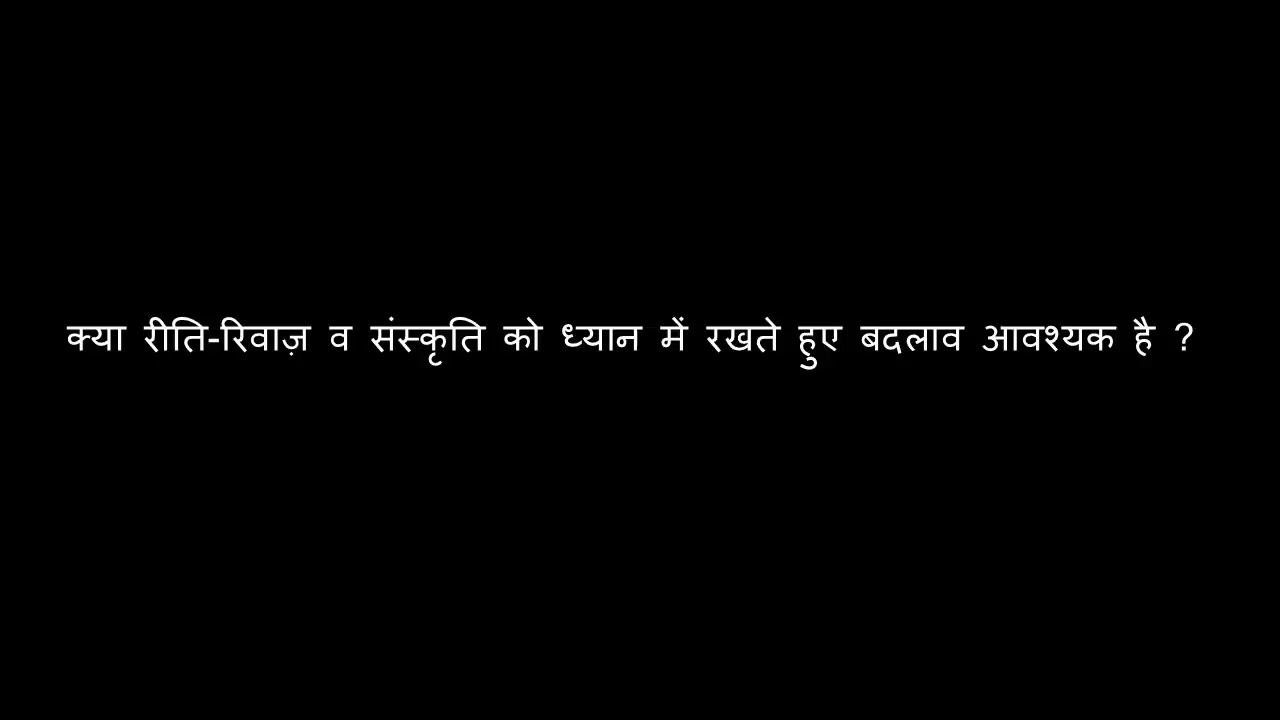 क्या रीति-रिवाज़ व संस्कृति को ध्यान में रखते हुए बदलाव आवश्यक है ?